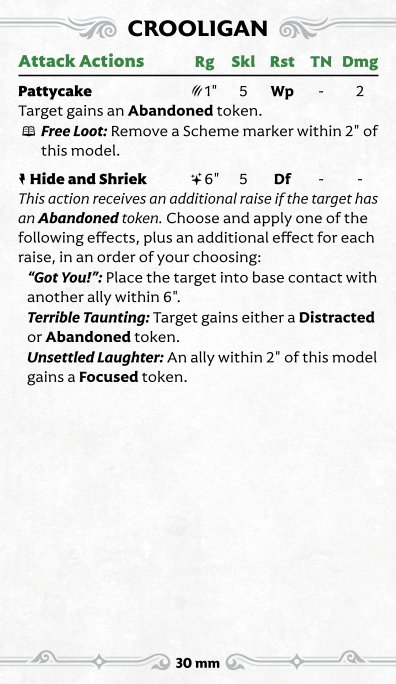 CROOLIGAN
Attack Actions Rg Skl Rst TN Dmg
Pattycake 1" 5 Wp - 2
Target gains an Abandoned token.
Free Loot: Remove a Scheme marker within 2" of
this model.
Hide and Shriek 6" 5 Df - -
This action receives an additional raise if the target has
an Abandoned token. Choose and apply one of the
following effects, plus an additional effect for each
raise, in an order of your choosing:
“Got You!”: Place the target into base contact with
another ally within 6".
Terrible Taunting: Target gains either a Distracted
or Abandoned token.
Unsettled Laughter: An ally within 2" of this model
gains a Focused token.
30 mm